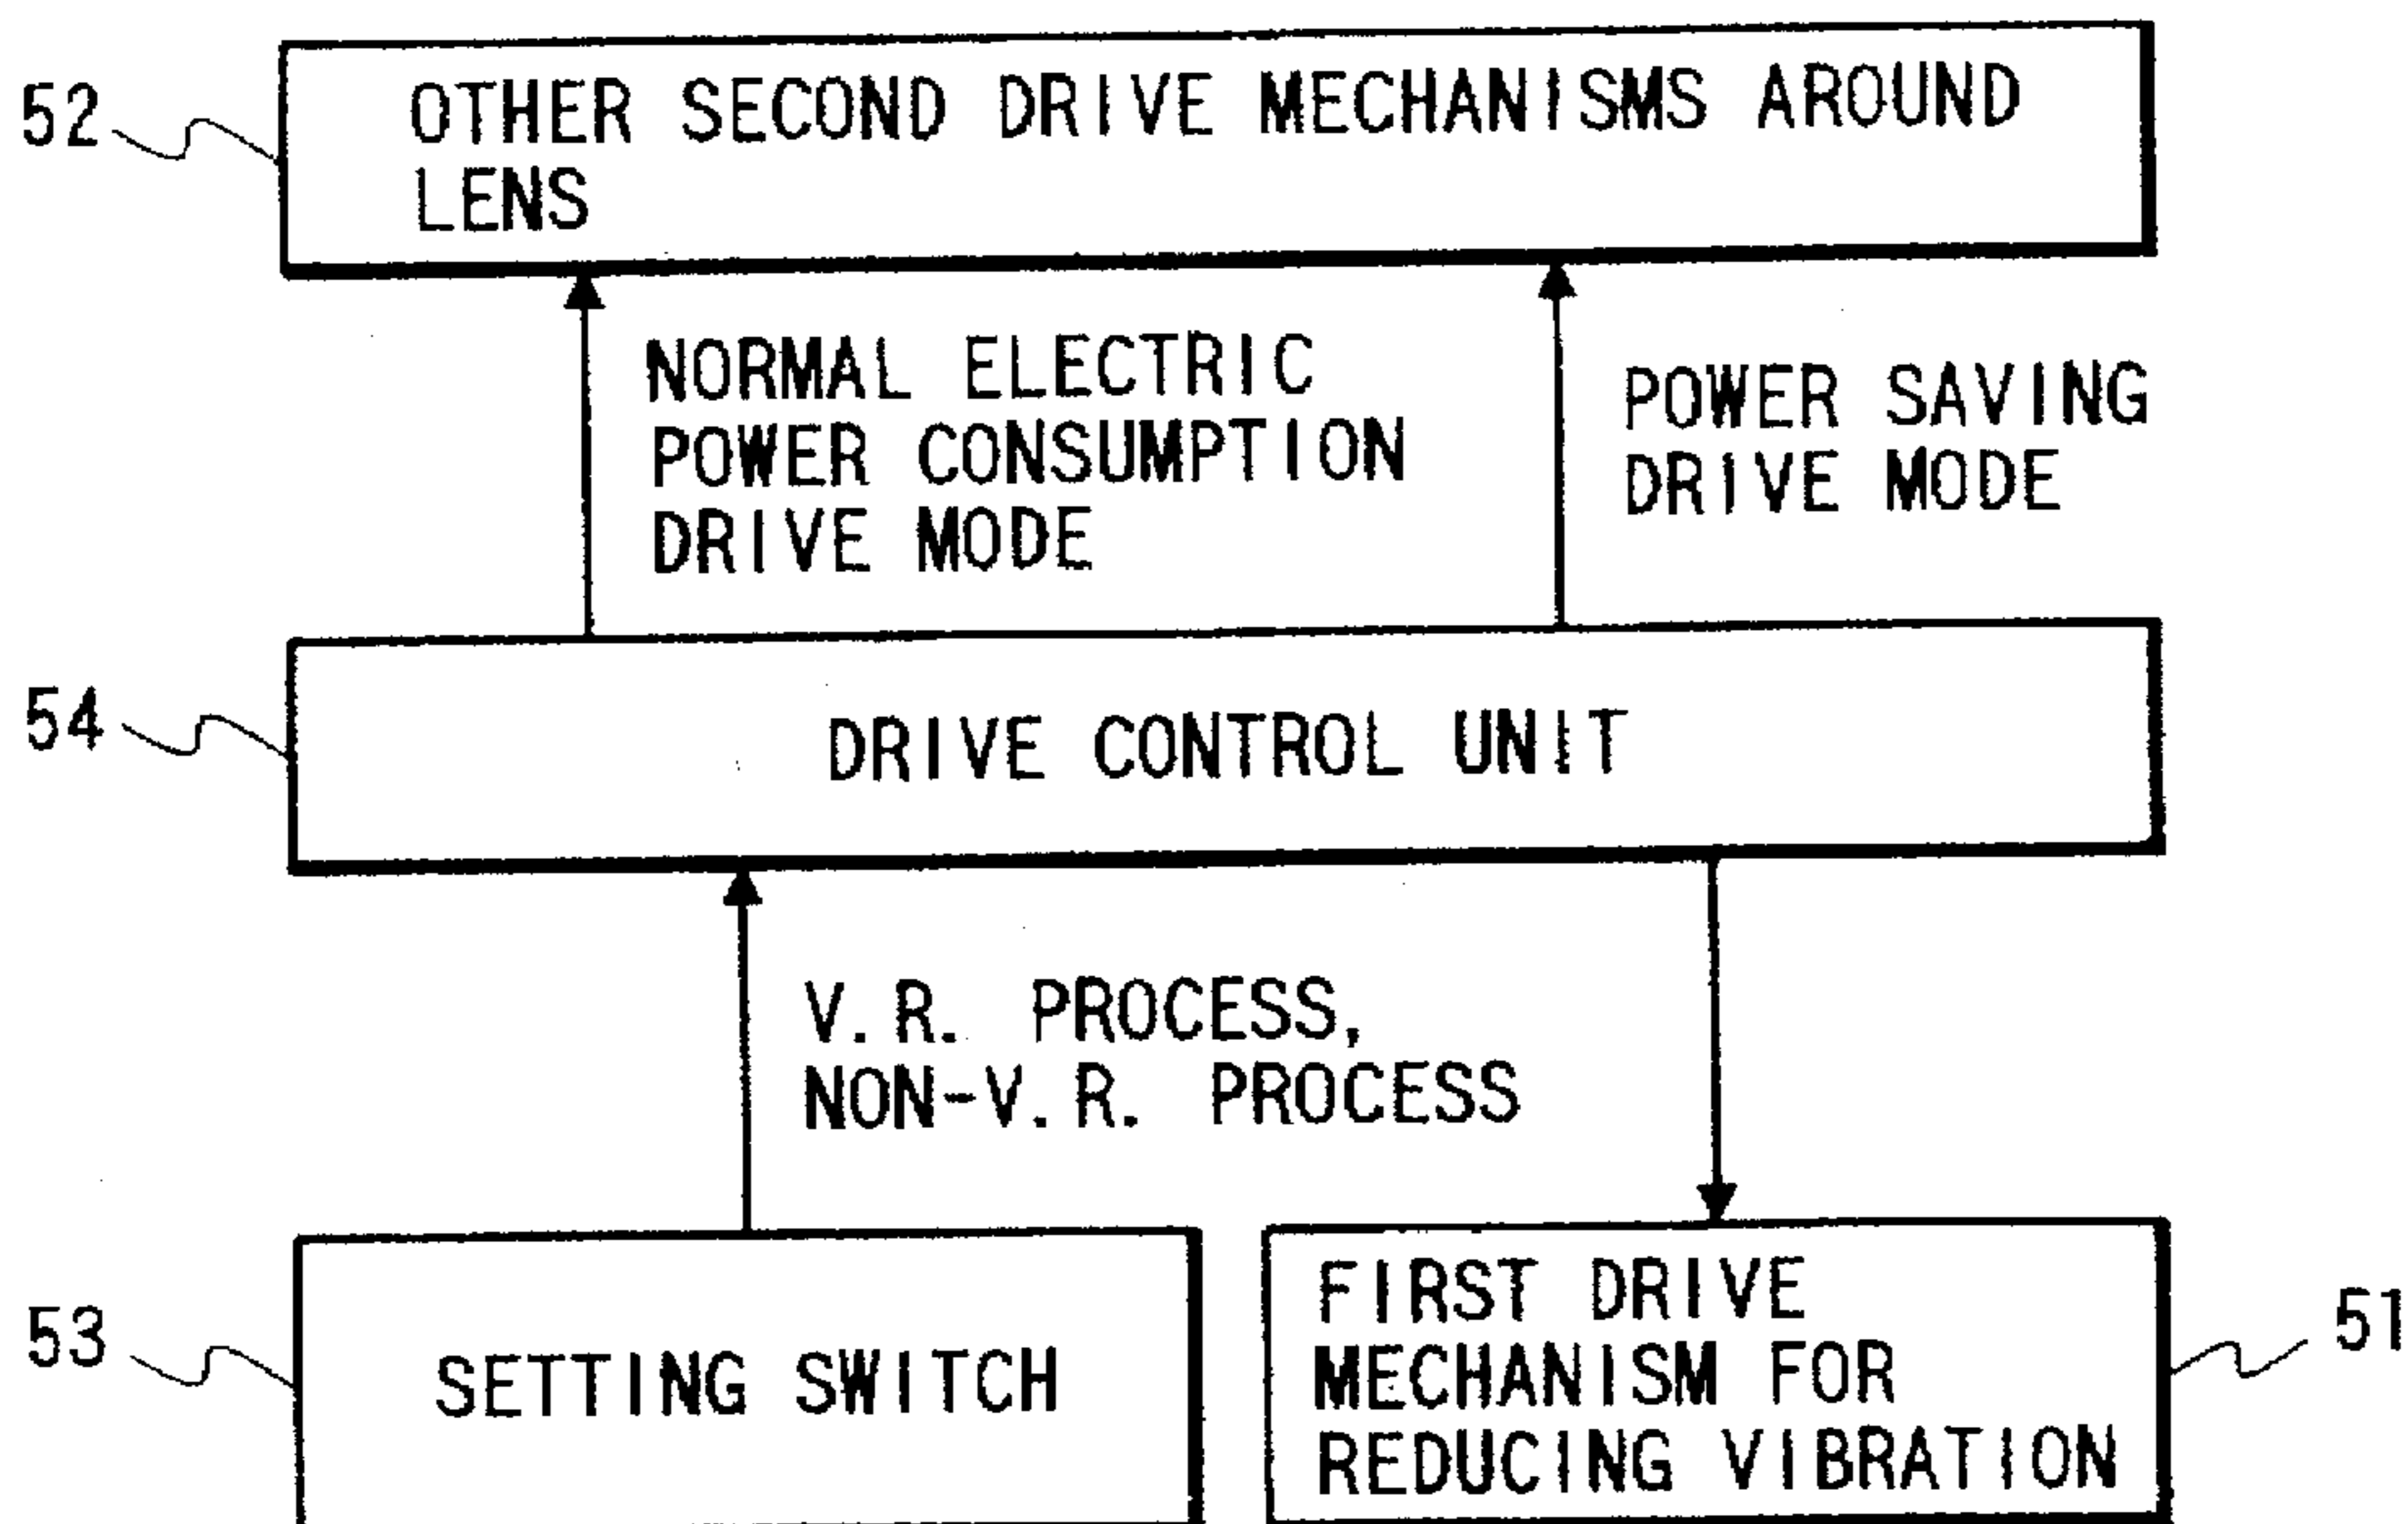 52
OTHER SECOND DRIVE MECHANISMS AROUND
LENS
NORMAL ELECTRIC
POWER CONSUMPTION
DRIVE MODE
POWER SAVING
DRIVE MODE
54
DRIVE CONTROL UNIT
V. R. PROCESS,
NON-V. R. PROCESS
53
SETTING SWITCH
FIRST DRIVE
MECHANISM FOR
REDUCING VIBRATION
51